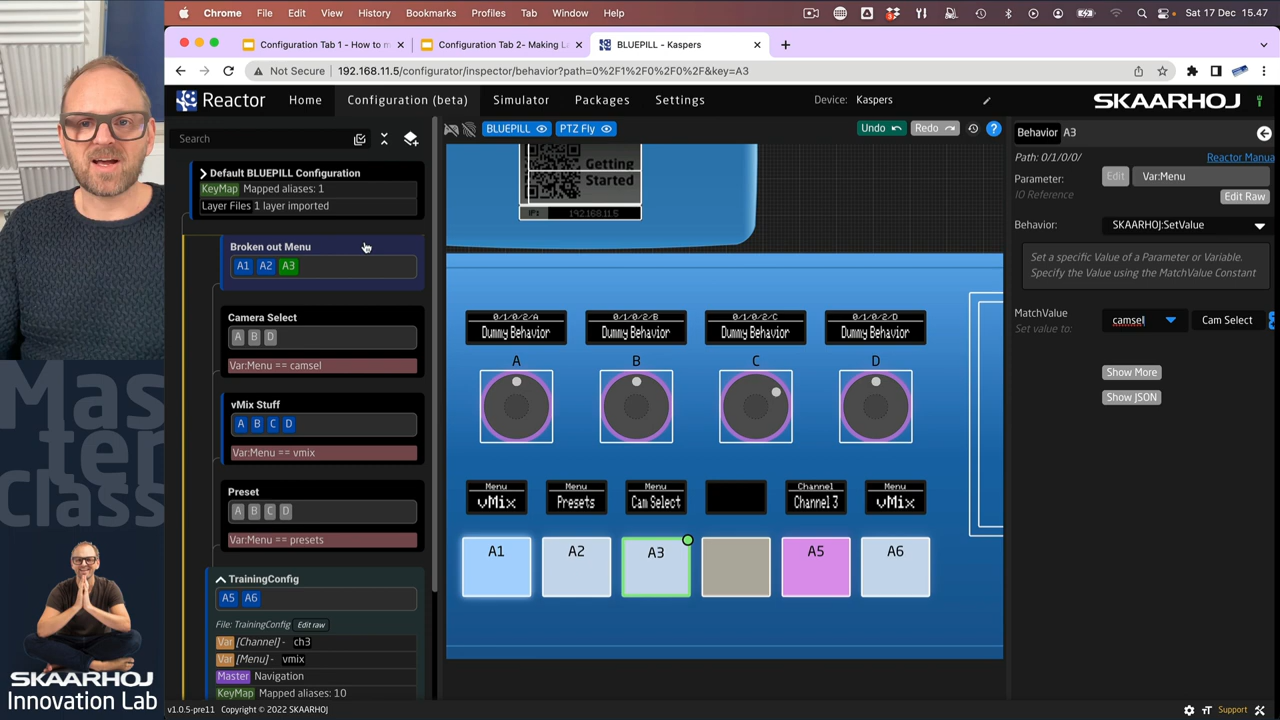 Chrome File Edit View History Bookmarks Profiles Tab Window Help
Sat 17 Dec 15.47
Configuration Tab 1 - How to m
Configuration Tab 2- Making L
BLUEPILL - Kaspers
Not Secure
192.168.11.5/configurator/inspector/behavior?path=0%2F1%2F0%2F0%2F&key=A3
Reactor Home Configuration (beta) Simulator Packages Settings Device: Kaspers SKAARHOJ
Search
BLUEPILL PTZ Fly
Undo Redo ?
Behavior A3
Path: 0/1/0/0/ Reactor Manua
Parameter: Edit Var:Menu
IO Reference
Edit Raw
Behavior: SKAARHOJ:SetValue
Set a specific Value of a Parameter or Variable.
Specify the Value using the MatchValue Constant
MatchValue camsel Cam Select
Set value to:
Show More
Show JSON
Default BLUEPILL Configuration
KeyMap Mapped aliases: 1
Layer Files 1 layer imported
Broken out Menu
A1 A2 A3
Camera Select
A B D
Var:Menu == camsel
vMix Stuff
A B C D
Var:Menu == vmix
Preset
A B C D
Var:Menu == presets
TrainingConfig
A5 A6
File: TrainingConfig Edit raw
Var [Channel] - ch3
Var [Menu] - vmix
Master Navigation
KeyMap Mapped aliases: 10
Getting
Started
IP: 192.168.11.5
0/1/0/2/A 0/1/0/2/B 0/1/0/2/C 0/1/0/2/D
Dummy Behavior Dummy Behavior Dummy Behavior Dummy Behavior
A B C D
Menu Menu Menu Channel Menu
vMix Presets Cam Select Channel 3 vMix
A1 A2 A3 A5 A6
Mas
ter
Class
SKAARHOJ
Innovation Lab
v1.0.5-pre11 Copyright © 2022 SKAARHOJ
Support